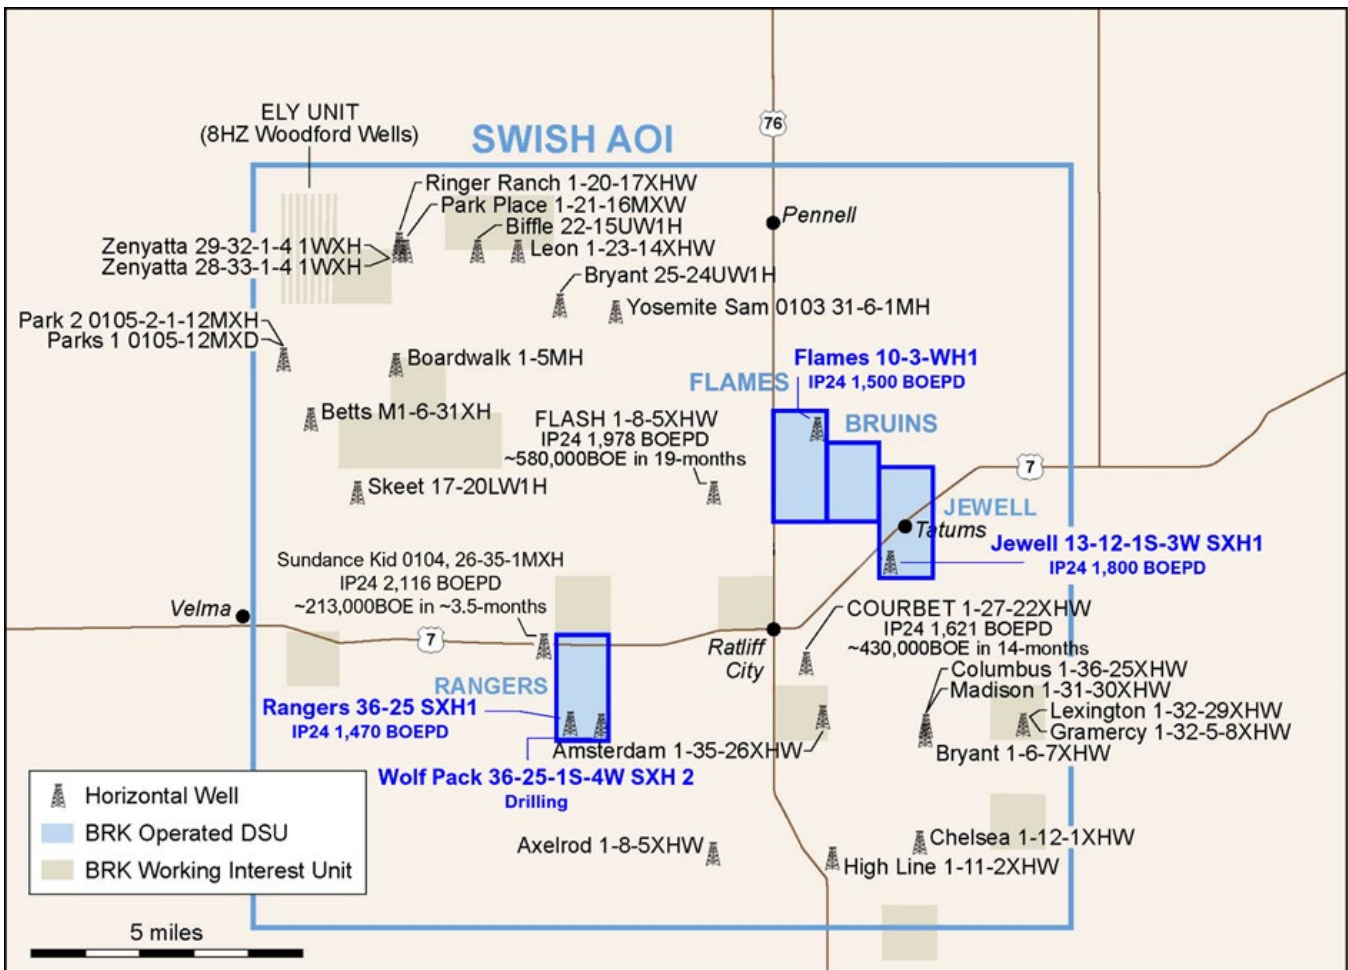 76
ELY UNIT
(8HZ Woodford Wells)
SWISH AOI
Ringer Ranch 1-20-17XHW
Park Place 1-21-16MXW
Biffle 22-15UW1H
Leon 1-23-14XHW
Pennell
Zenyatta 29-32-1-4 1WXH
Zenyatta 28-33-1-4 1WXH
Bryant 25-24UW1H
Yosemite Sam 0103 31-6-1MH
Park 2 0105-2-1-12MXH
Parks 1 0105-12MXD
Boardwalk 1-5MH
Flames 10-3-WH1
IP24 1,500 BOEPD
FLAMES
BRUINS
Betts M1-6-31XH
FLASH 1-8-5XHW
IP24 1,978 BOEPD
~580,000BOE in 19-months
7
Skeet 17-20LW1H
JEWELL
Tatums
Jewell 13-12-1S-3W SXH1
IP24 1,800 BOEPD
Sundance Kid 0104, 26-35-1MXH
IP24 2,116 BOEPD
~213,000BOE in ~3.5-months
Velma
7
Ratliff
City
COURBET 1-27-22XHW
IP24 1,621 BOEPD
~430,000BOE in 14-months
Columbus 1-36-25XHW
Madison 1-31-30XHW
Lexington 1-32-29XHW
Gramercy 1-32-5-8XHW
Bryant 1-6-7XHW
RANGERS
Rangers 36-25 SXH1
IP24 1,470 BOEPD
Amsterdam 1-35-26XHW
Wolf Pack 36-25-1S-4W SXH 2
Drilling
Axelrod 1-8-5XHW
Chelsea 1-12-1XHW
High Line 1-11-2XHW
Horizontal Well
BRK Operated DSU
BRK Working Interest Unit
5 miles